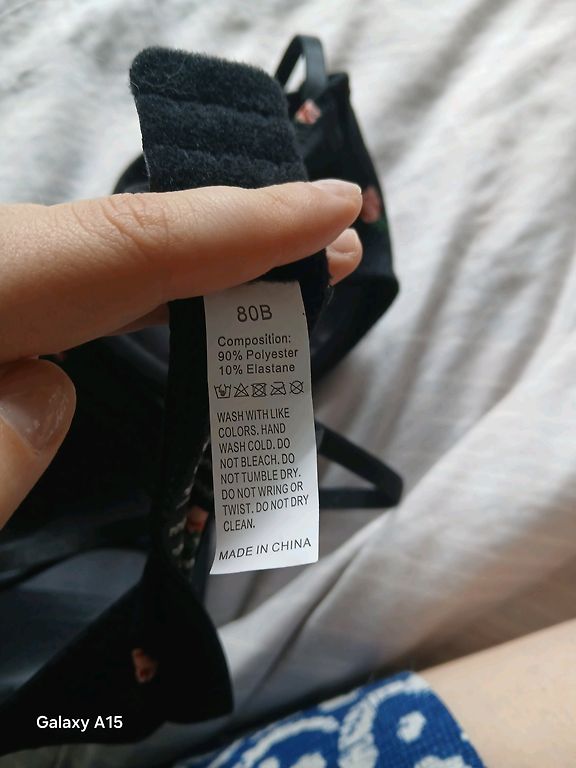 80B
Composition:
90% Polyester
10% Elastane
WASH WITH LIKE
COLORS. HAND
WASH COLD. DO
NOT BLEACH. DO
NOT TUMBLE DRY.
DO NOT WRING OR
TWIST. DO NOT DRY
CLEAN.
MADE IN CHINA
Galaxy A15